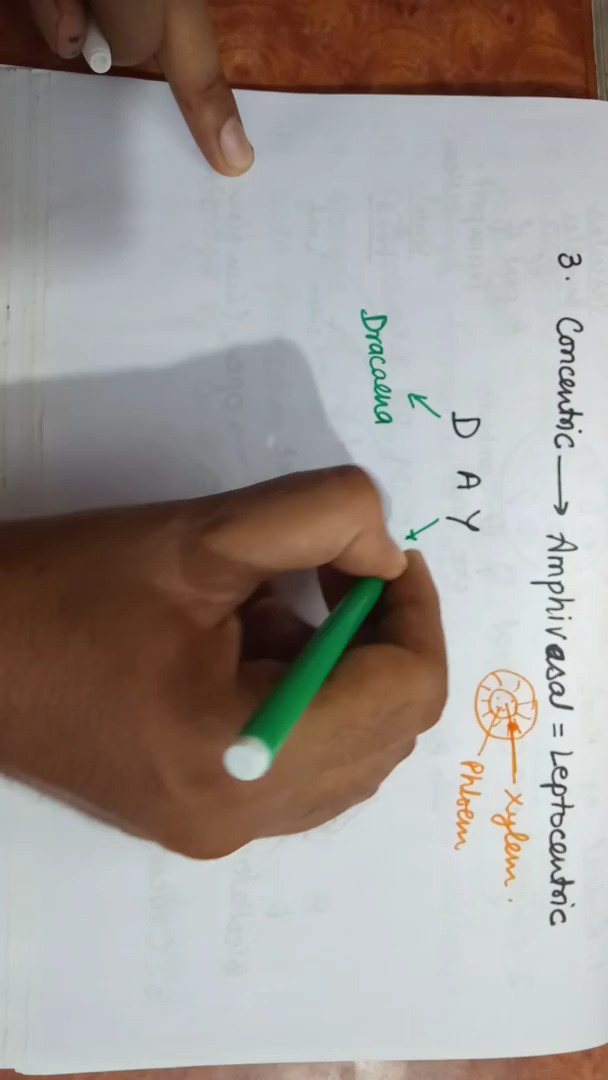 3. Concentric → Amphivasal = Leptocentric
xylem.
Phloem
D A Y
Dracaena